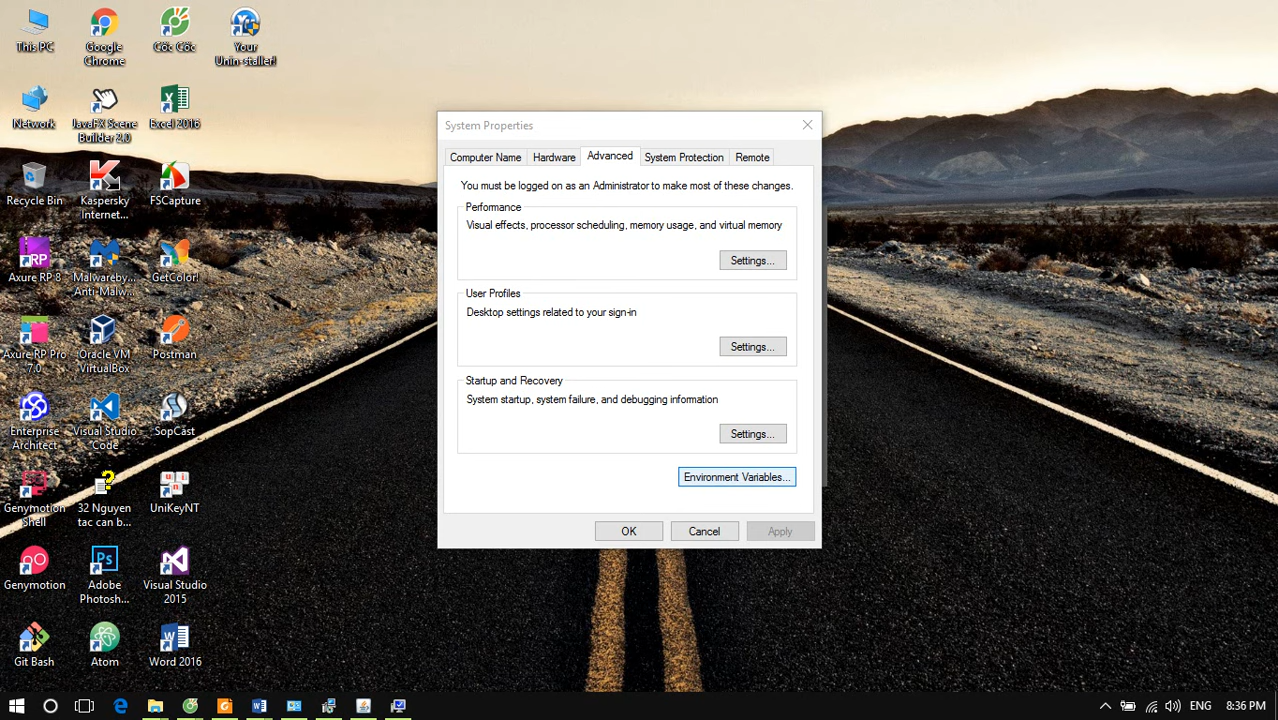 This PC
Google
Chrome
Cốc Cốc
Your
Unin-staller!
Network
JavaFX Scene
Builder 2.0
Excel 2016
Recycle Bin
Kaspersky
Internet...
FSCapture
Axure RP 8
Malwareby...
Anti-Malw...
GetColor!
Axure RP Pro
7.0
Oracle VM
VirtualBox
Postman
Enterprise
Architect
Visual Studio
Code
SopCast
Genymotion
Shell
32 Nguyen
tac can b...
UniKeyNT
Genymotion
Adobe
Photosh...
Visual Studio
2015
Git Bash
Atom
Word 2016
System Properties
Computer Name
Hardware
Advanced
System Protection
Remote
You must be logged on as an Administrator to make most of these changes.
Performance
Visual effects, processor scheduling, memory usage, and virtual memory
Settings...
User Profiles
Desktop settings related to your sign-in
Settings...
Startup and Recovery
System startup, system failure, and debugging information
Settings...
Environment Variables...
OK
Cancel
Apply
ENG
8:36 PM